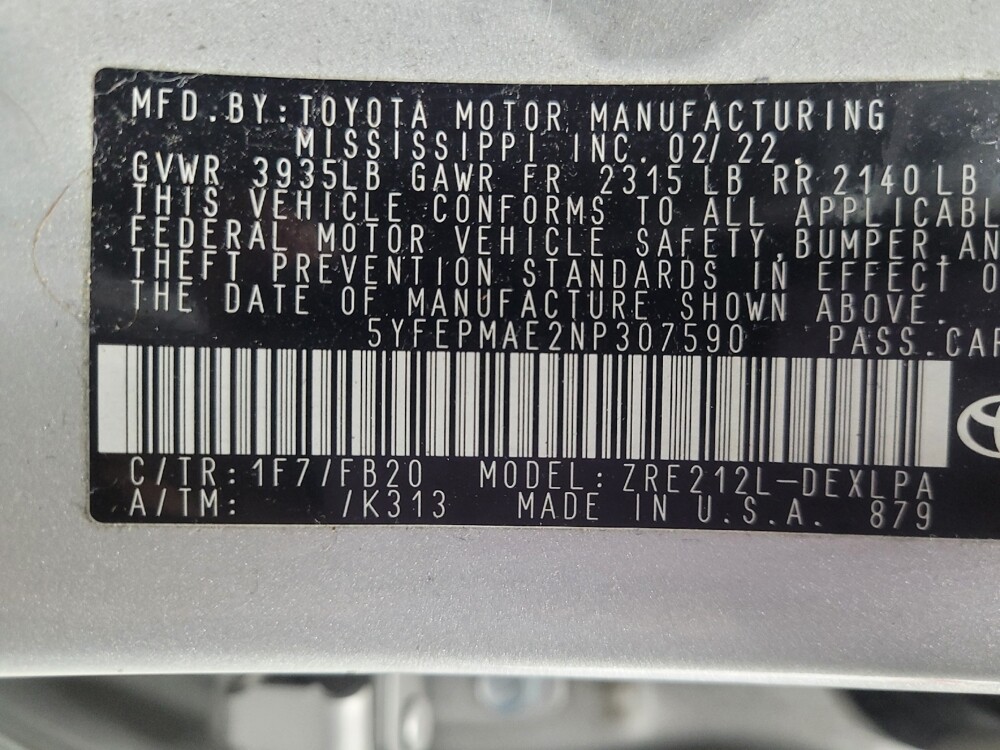 MFD.BY:TOYOTA MOTOR MANUFACTURING
MISSISSIPPI INC. 02/22.
GVWR 3935LB GAWR FR 2315 LB RR 2140 LB
THIS VEHICLE CONFORMS TO ALL APPLICABL
FEDERAL MOTOR VEHICLE SAFETY,BUMPER,AN
THEFT PREVENTION STANDARDS IN EFFECT O
THE DATE OF MANUFACTURE SHOWN ABOVE.
5YFEPMAE2NP307590 PASS.CAR
C/TR:1F7/FB20 MODEL:ZRE212L-DEXLPA
A/TM: /K313 MADE IN U.S.A. 879